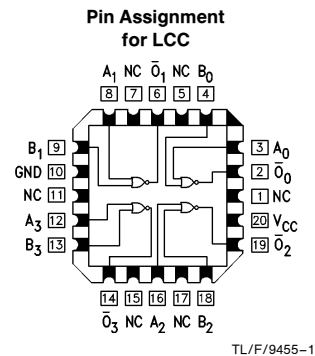 Pin Assignment
for LCC
A₁ NC Ō₁ NC B₀
8 7 6 5 4
B₁ 9
GND 10
NC 11
A₃ 12
B₃ 13
3 A₀
2 Ō₀
1 NC
20 V_CC
19 Ō₂
14 15 16 17 18
Ō₃ NC A₂ NC B₂
TL/F/9455–1